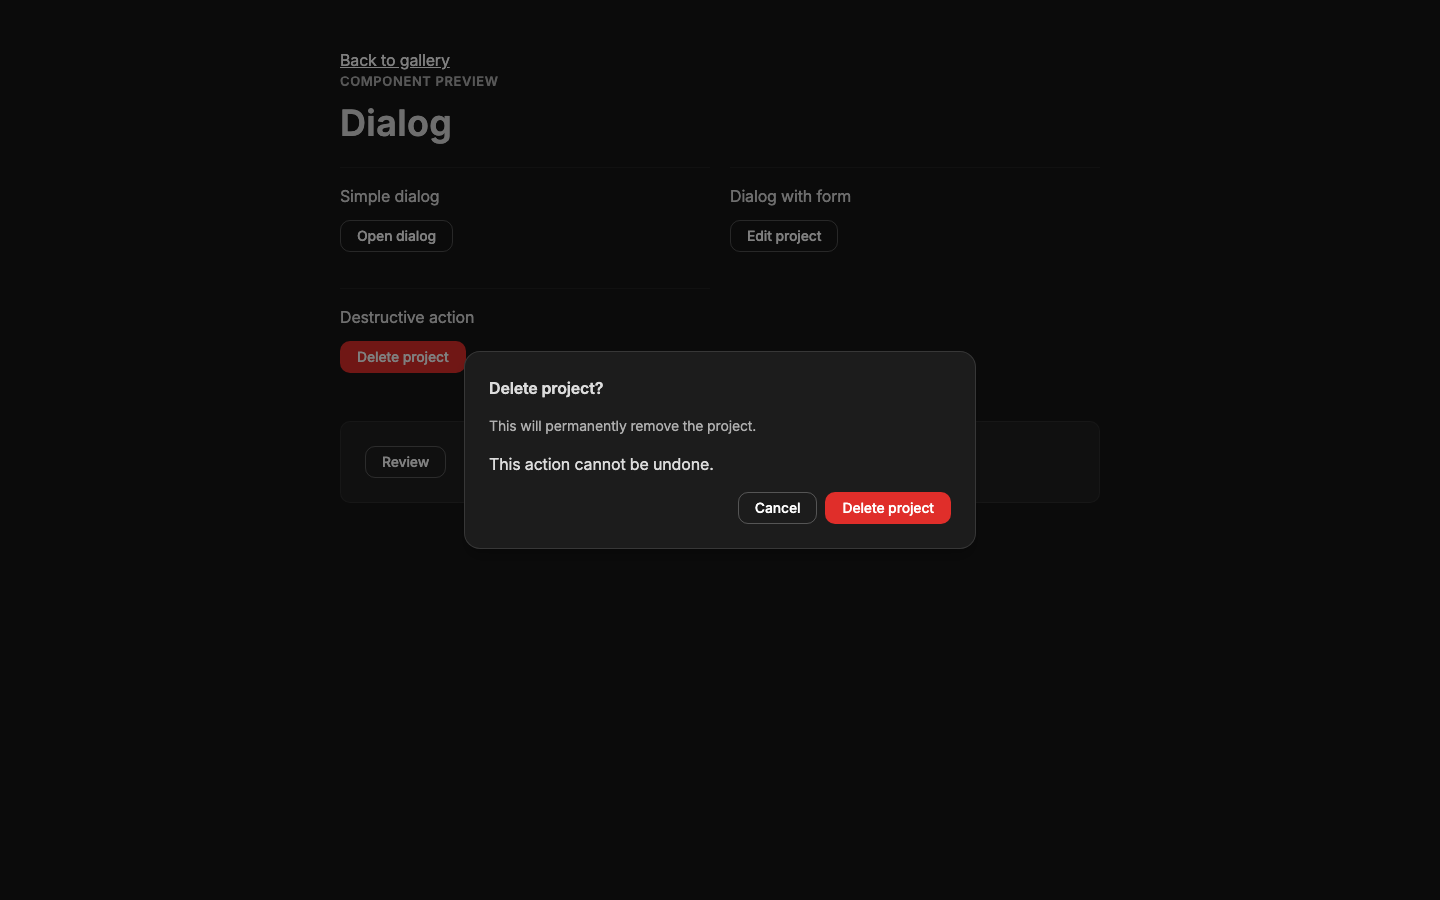 Back to gallery
COMPONENT PREVIEW
Dialog
Simple dialog
Open dialog
Dialog with form
Edit project
Destructive action
Delete project
Review
Delete project?
This will permanently remove the project.
This action cannot be undone.
Cancel
Delete project